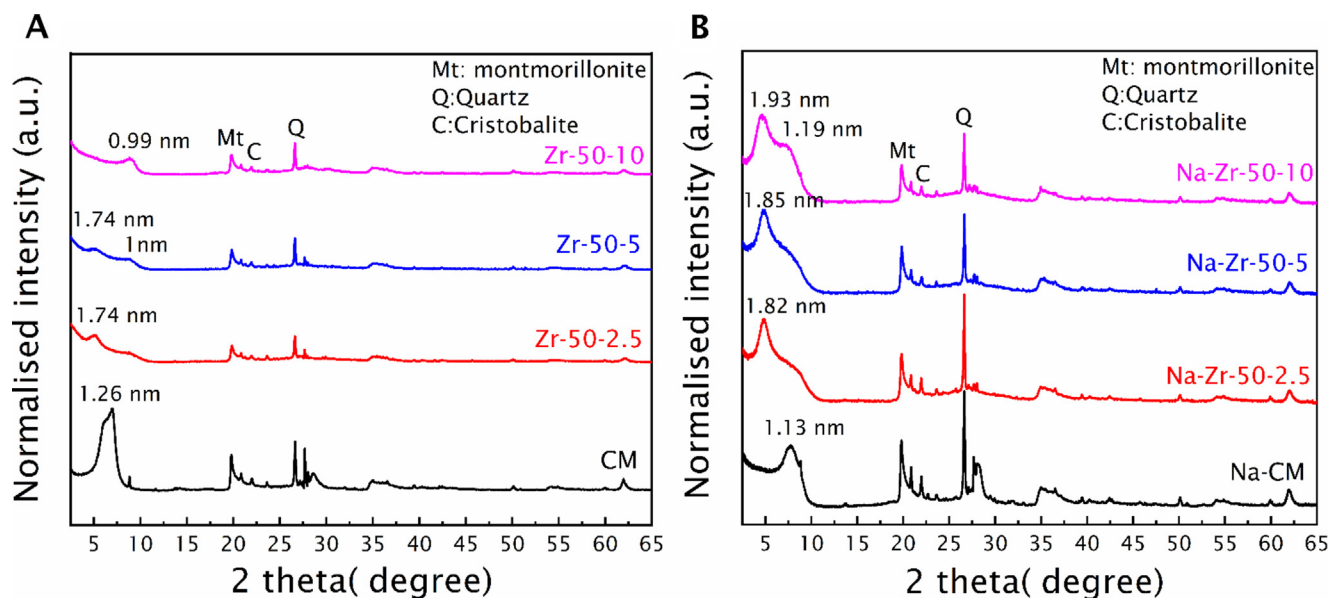 A
Normalised intensity (a.u.)
Mt: montmorillonite
Q:Quartz
C:Cristobalite
0.99 nm
Mt
C
Q
Zr-50-10
1.74 nm
1nm
Zr-50-5
1.74 nm
Zr-50-2.5
1.26 nm
CM
5 10 15 20 25 30 35 40 45 50 55 60 65
2 theta( degree)
B
Normalised intensity (a.u.)
Mt: montmorillonite
Q:Quartz
C:Cristobalite
1.93 nm
1.19 nm
Mt
C
Q
Na-Zr-50-10
1.85 nm
Na-Zr-50-5
1.82 nm
Na-Zr-50-2.5
1.13 nm
Na-CM
5 10 15 20 25 30 35 40 45 50 55 60 65
2 theta( degree)